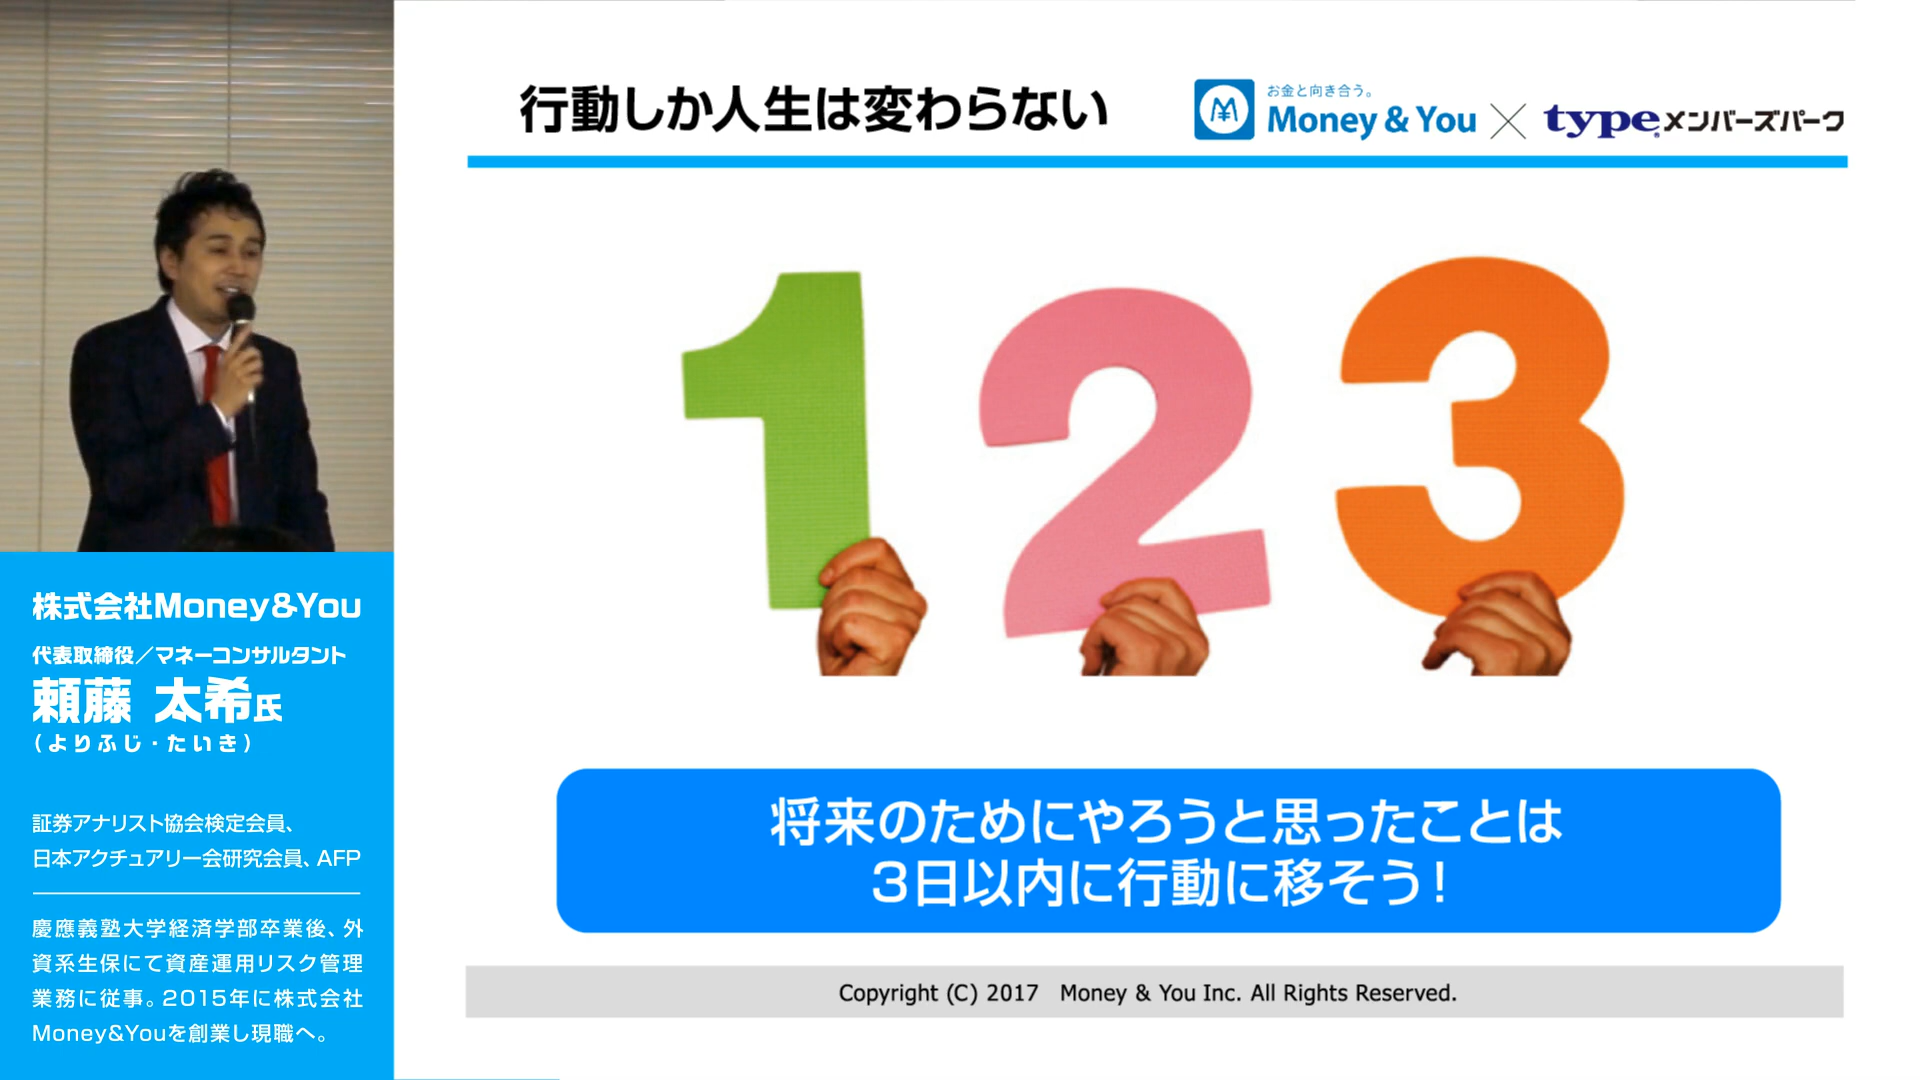 行動しか人生は変わらない
お金と向き合う。
Money & You × type メンバーズパーク
1 2 3
将来のためにやろうと思ったことは
3日以内に行動に移そう!
Copyright (C) 2017 Money & You Inc. All Rights Reserved.
株式会社Money&You
代表取締役/マネーコンサルタント
頼藤 太希氏
(よりふじ・たいき)
証券アナリスト協会検定会員、
日本アクチュアリー会研究会員、AFP
慶應義塾大学経済学部卒業後、外
資系生保にて資産運用リスク管理
業務に従事。2015年に株式会社
Money&Youを創業し現職へ。